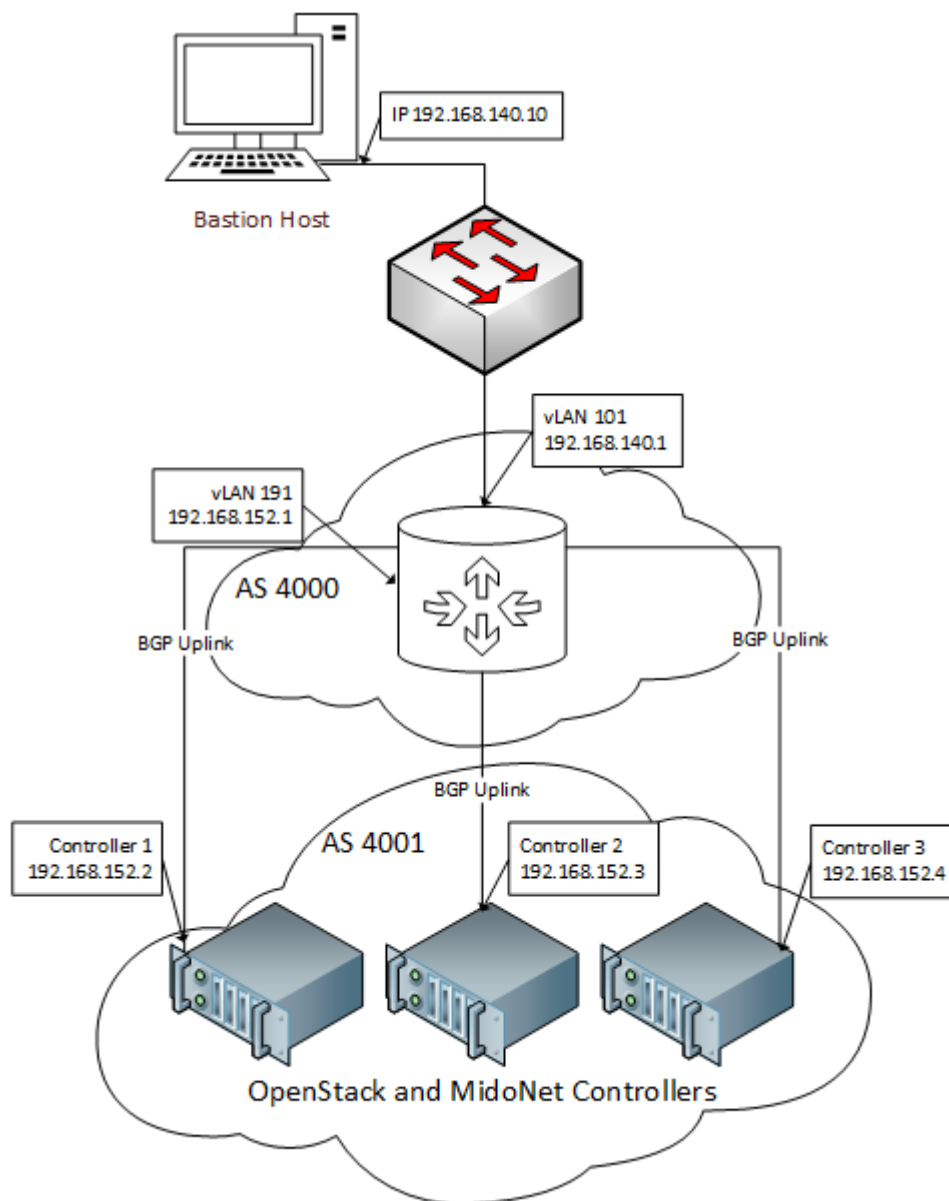 IP 192.168.140.10
Bastion Host
vLAN 101
192.168.140.1
vLAN 191
192.168.152.1
AS 4000
BGP Uplink
BGP Uplink
BGP Uplink
AS 4001
Controller 1
192.168.152.2
Controller 2
192.168.152.3
Controller 3
192.168.152.4
OpenStack and MidoNet Controllers